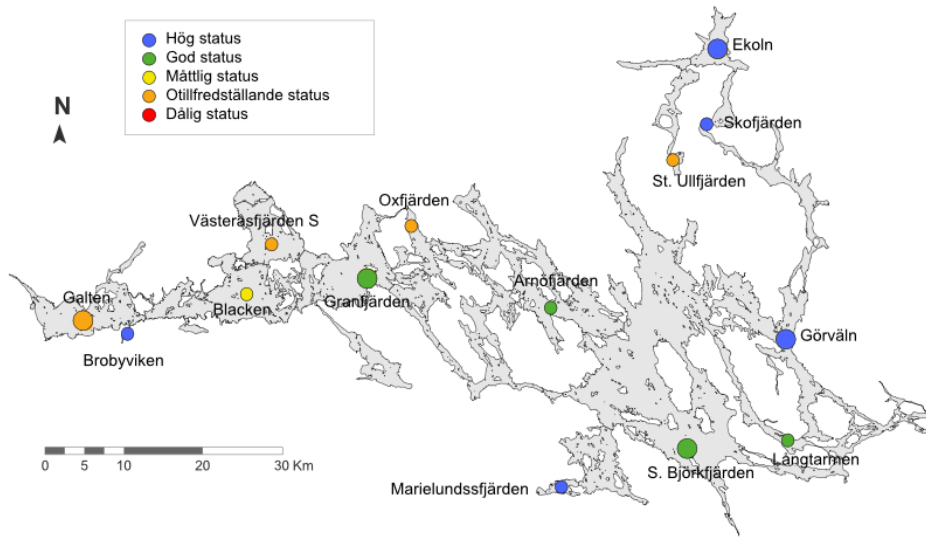 Hög status
God status
Måttlig status
Otillfredställande status
Dålig status
N
Ekoln
Skofjärden
St. Ullfjärden
Oxfjärden
Västeråsfjärden S
Arnöfjärden
Galten
Blacken
Granfjärden
Görväln
Brobyviken
Långtarmen
S. Björkfjärden
Marielundssfjärden
0 5 10 20 30 Km